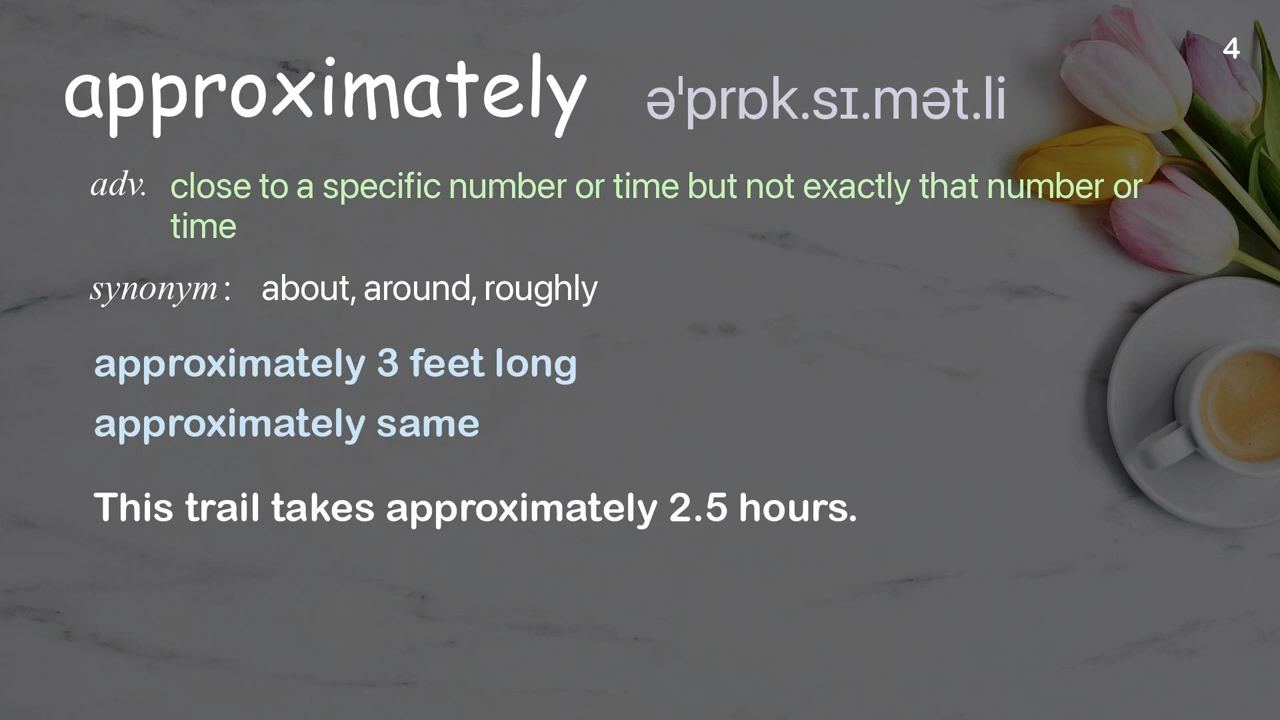 4
approximately əˈprɒk.sɪ.mət.li
adv. close to a specific number or time but not exactly that number or
time
synonym : about, around, roughly
approximately 3 feet long
approximately same
This trail takes approximately 2.5 hours.